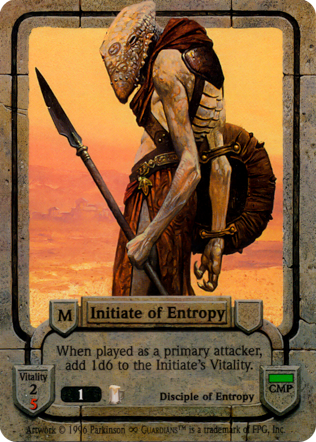 M Initiate of Entropy
When played as a primary attacker,
add 1d6 to the Initiate's Vitality.
Vitality
2
5
1
Disciple of Entropy
CMP
Artwork © 1996 Parkinson ∞ GUARDIANS™ is a trademark of FPG, Inc.